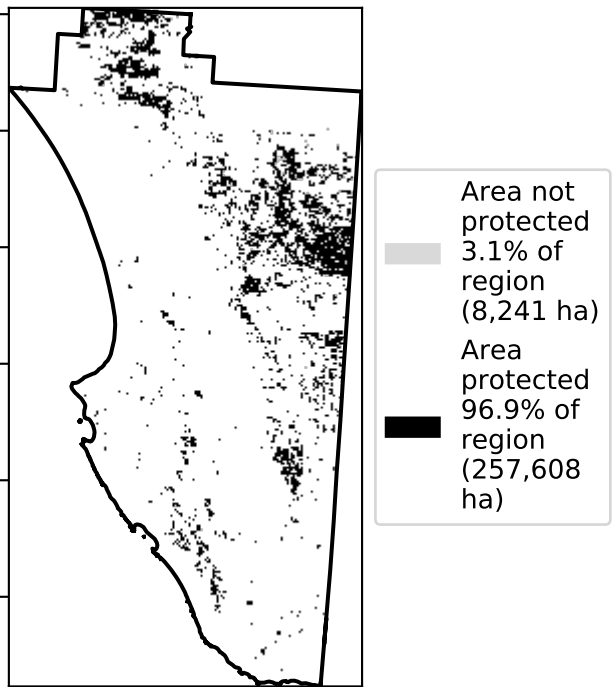 Area not
protected
3.1% of
region
(8,241 ha)
Area
protected
96.9% of
region
(257,608
ha)